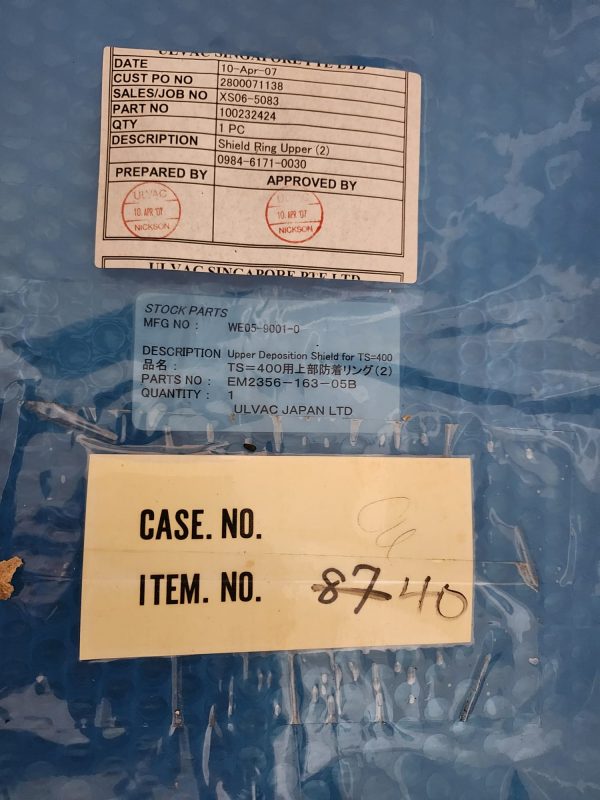 ULVAC SINGAPORE PTE LTD
DATE 10-Apr-07
CUST PO NO 2800071138
SALES/JOB NO XS06-5083
PART NO 100232424
QTY 1 PC
DESCRIPTION Shield Ring Upper (2)
0984-6171-0030
PREPARED BY APPROVED BY
ULVAC ULVAC
10. APR '07 10. APR '07
NICKSON NICKSON
ULVAC SINGAPORE PTE LTD
STOCK PARTS
MFG NO : WE05-9001-0
DESCRIPTION Upper Deposition Shield for TS=400
品名 : TS=400用上部防着リング(2)
PARTS NO : EM2356-163-05B
QUANTITY : 1
ULVAC JAPAN LTD
CASE. NO.
ITEM. NO. 87 40